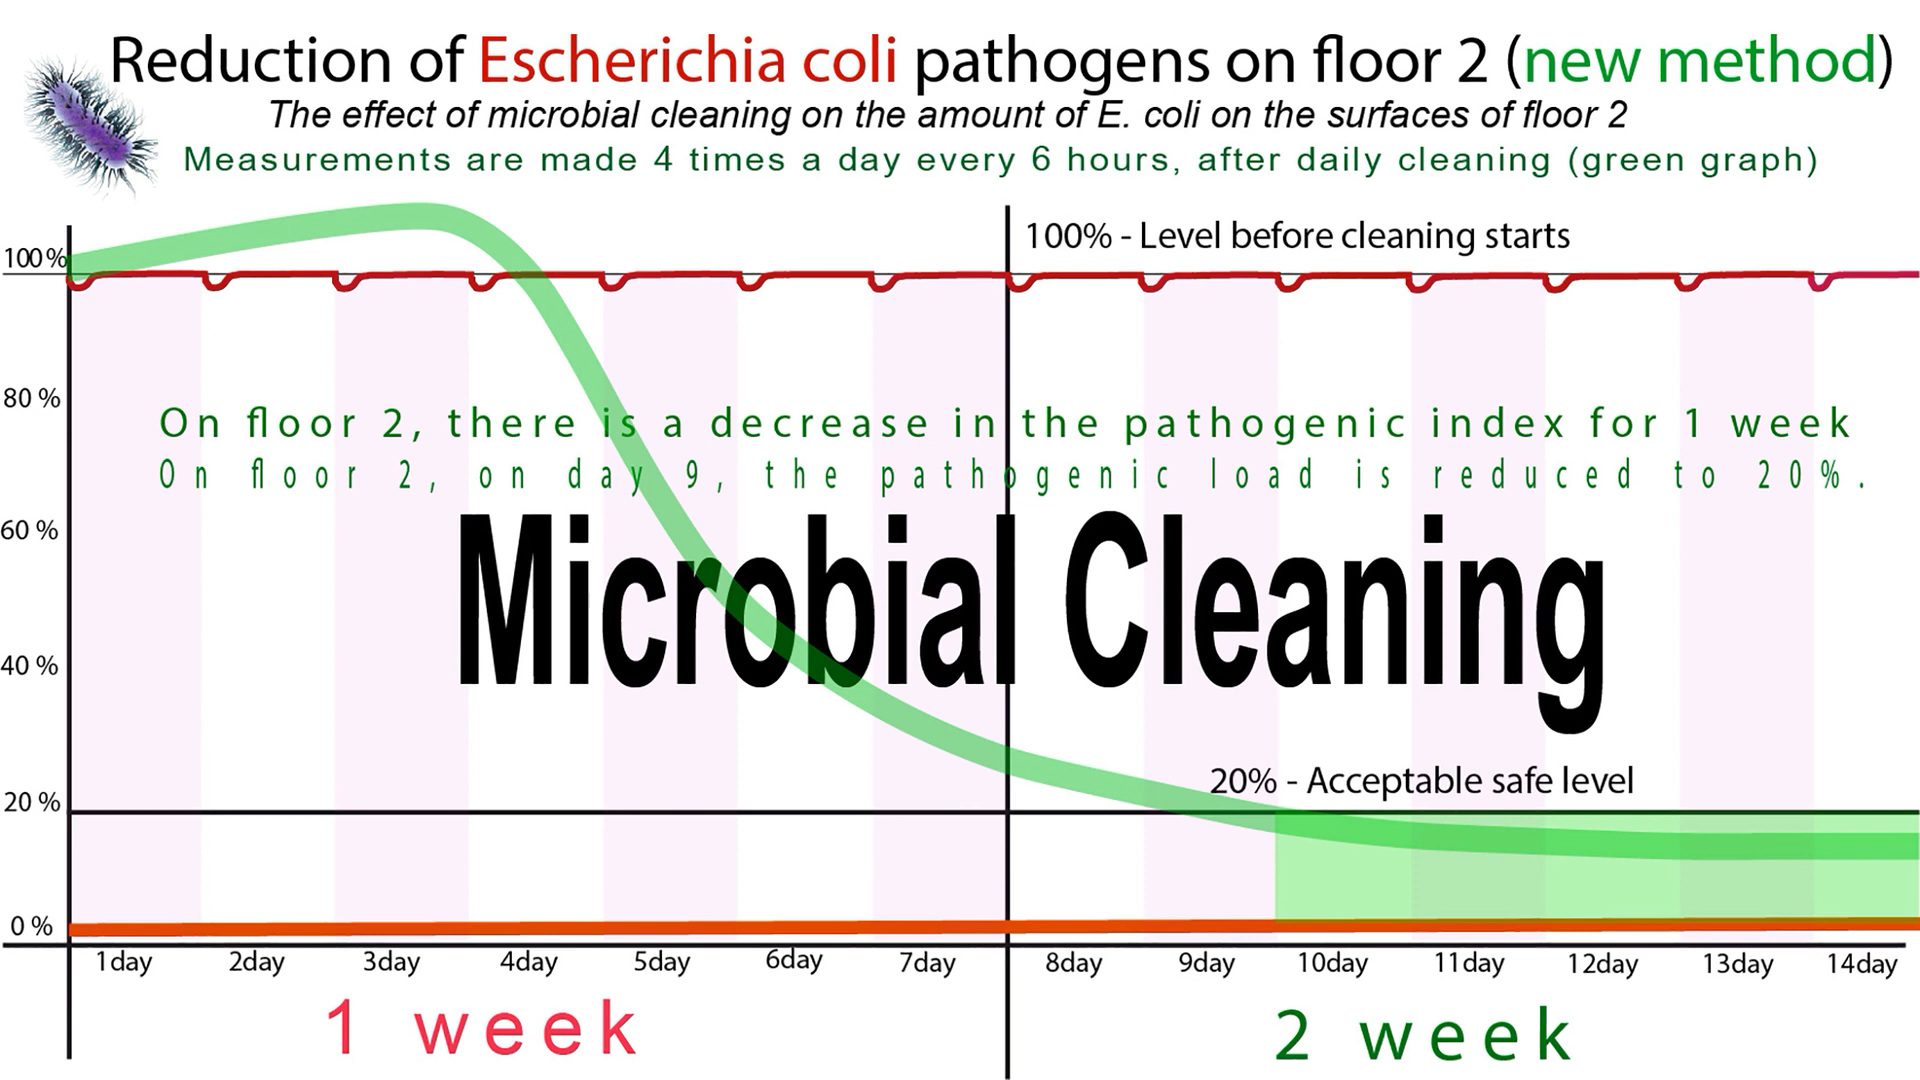 Reduction of Escherichia coli pathogens on floor 2 (new method)
The effect of microbial cleaning on the amount of E. coli on the surfaces of floor 2
Measurements are made 4 times a day every 6 hours, after daily cleaning (green graph)
100% - Level before cleaning starts
100%
80 %
On floor 2, there is a decrease in the pathogenic index for 1 week
On floor 2, on day 9, the pathogenic load is reduced to 20%.
60 %
Microbial Cleaning
40 %
20% - Acceptable safe level
20 %
0 %
1day 2day 3day 4day 5day 6day 7day 8day 9day 10day 11day 12day 13day 14day
1 week 2 week